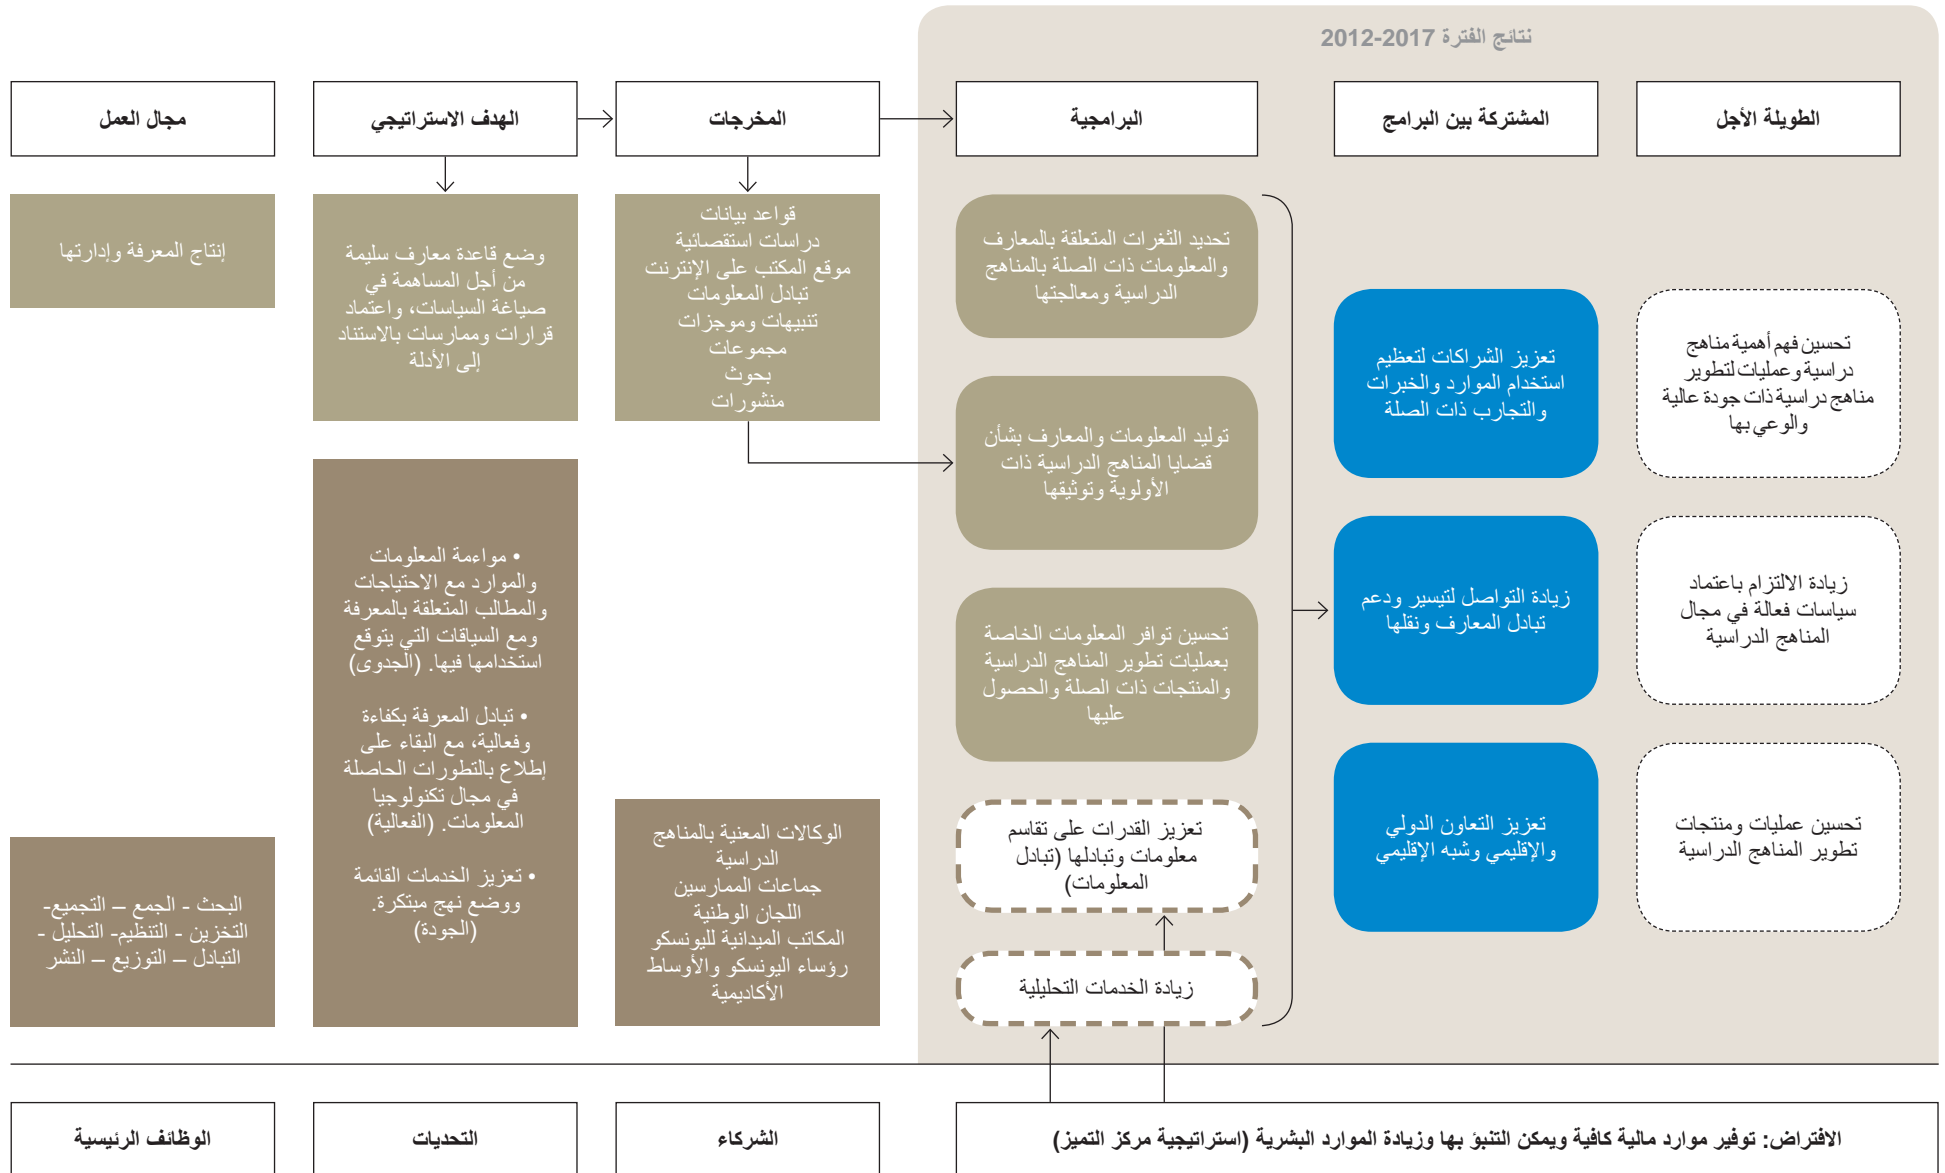 نتائج الفترة 2012-2017
مجال العمل
الهدف الاستراتيجي
المخرجات
البرامجية
المشتركة بين البرامج
الطويلة الأجل
إنتاج المعرفة وإدارتها
وضع قاعدة معارف سليمة
من أجل المساهمة في
صياغة السياسات، واعتماد
قرارات وممارسات بالاستناد
إلى الأدلة
قواعد بيانات
دراسات استقصائية
موقع المكتب على الإنترنت
تبادل المعلومات
تنبيهات وموجزات
مجموعات
بحوث
منشورات
تحديد الثغرات المتعلقة بالمعارف
والمعلومات ذات الصلة بالمناهج
الدراسية ومعالجتها
توليد المعلومات والمعارف بشأن
قضايا المناهج الدراسية ذات
الأولوية وتوثيقها
تحسين توافر المعلومات الخاصة
بعمليات تطوير المناهج الدراسية
والمنتجات ذات الصلة والحصول
عليها
تعزيز القدرات على تقاسم
معلومات وتبادلها (تبادل
المعلومات)
زيادة الخدمات التحليلية
تعزيز الشراكات لتعظيم
استخدام الموارد والخبرات
والتجارب ذات الصلة
زيادة التواصل لتيسير ودعم
تبادل المعارف ونقلها
تعزيز التعاون الدولي
والإقليمي وشبه الإقليمي
تحسين فهم أهمية مناهج
دراسية وعمليات لتطوير
مناهج دراسية ذات جودة عالية
والوعي بها
زيادة الالتزام باعتماد
سياسات فعالة في مجال
المناهج الدراسية
تحسين عمليات ومنتجات
تطوير المناهج الدراسية
البحث - الجمع – التجميع-
التخزين - التنظيم- التحليل -
التبادل – التوزيع – النشر
• مواءمة المعلومات
والموارد مع الاحتياجات
والمطالب المتعلقة بالمعرفة
ومع السياقات التي يتوقع
استخدامها فيها. (الجدوى)
• تبادل المعرفة بكفاءة
وفعالية، مع البقاء على
إطلاع بالتطورات الحاصلة
في مجال تكنولوجيا
المعلومات. (الفعالية)
• تعزيز الخدمات القائمة
ووضع نهج مبتكرة.
(الجودة)
الوكالات المعنية بالمناهج
الدراسية
جماعات الممارسين
اللجان الوطنية
المكاتب الميدانية لليونسكو
رؤساء اليونسكو والأوساط
الأكاديمية
الوظائف الرئيسية
التحديات
الشركاء
الافتراض: توفير موارد مالية كافية ويمكن التنبؤ بها وزيادة الموارد البشرية (استراتيجية مركز التميز)